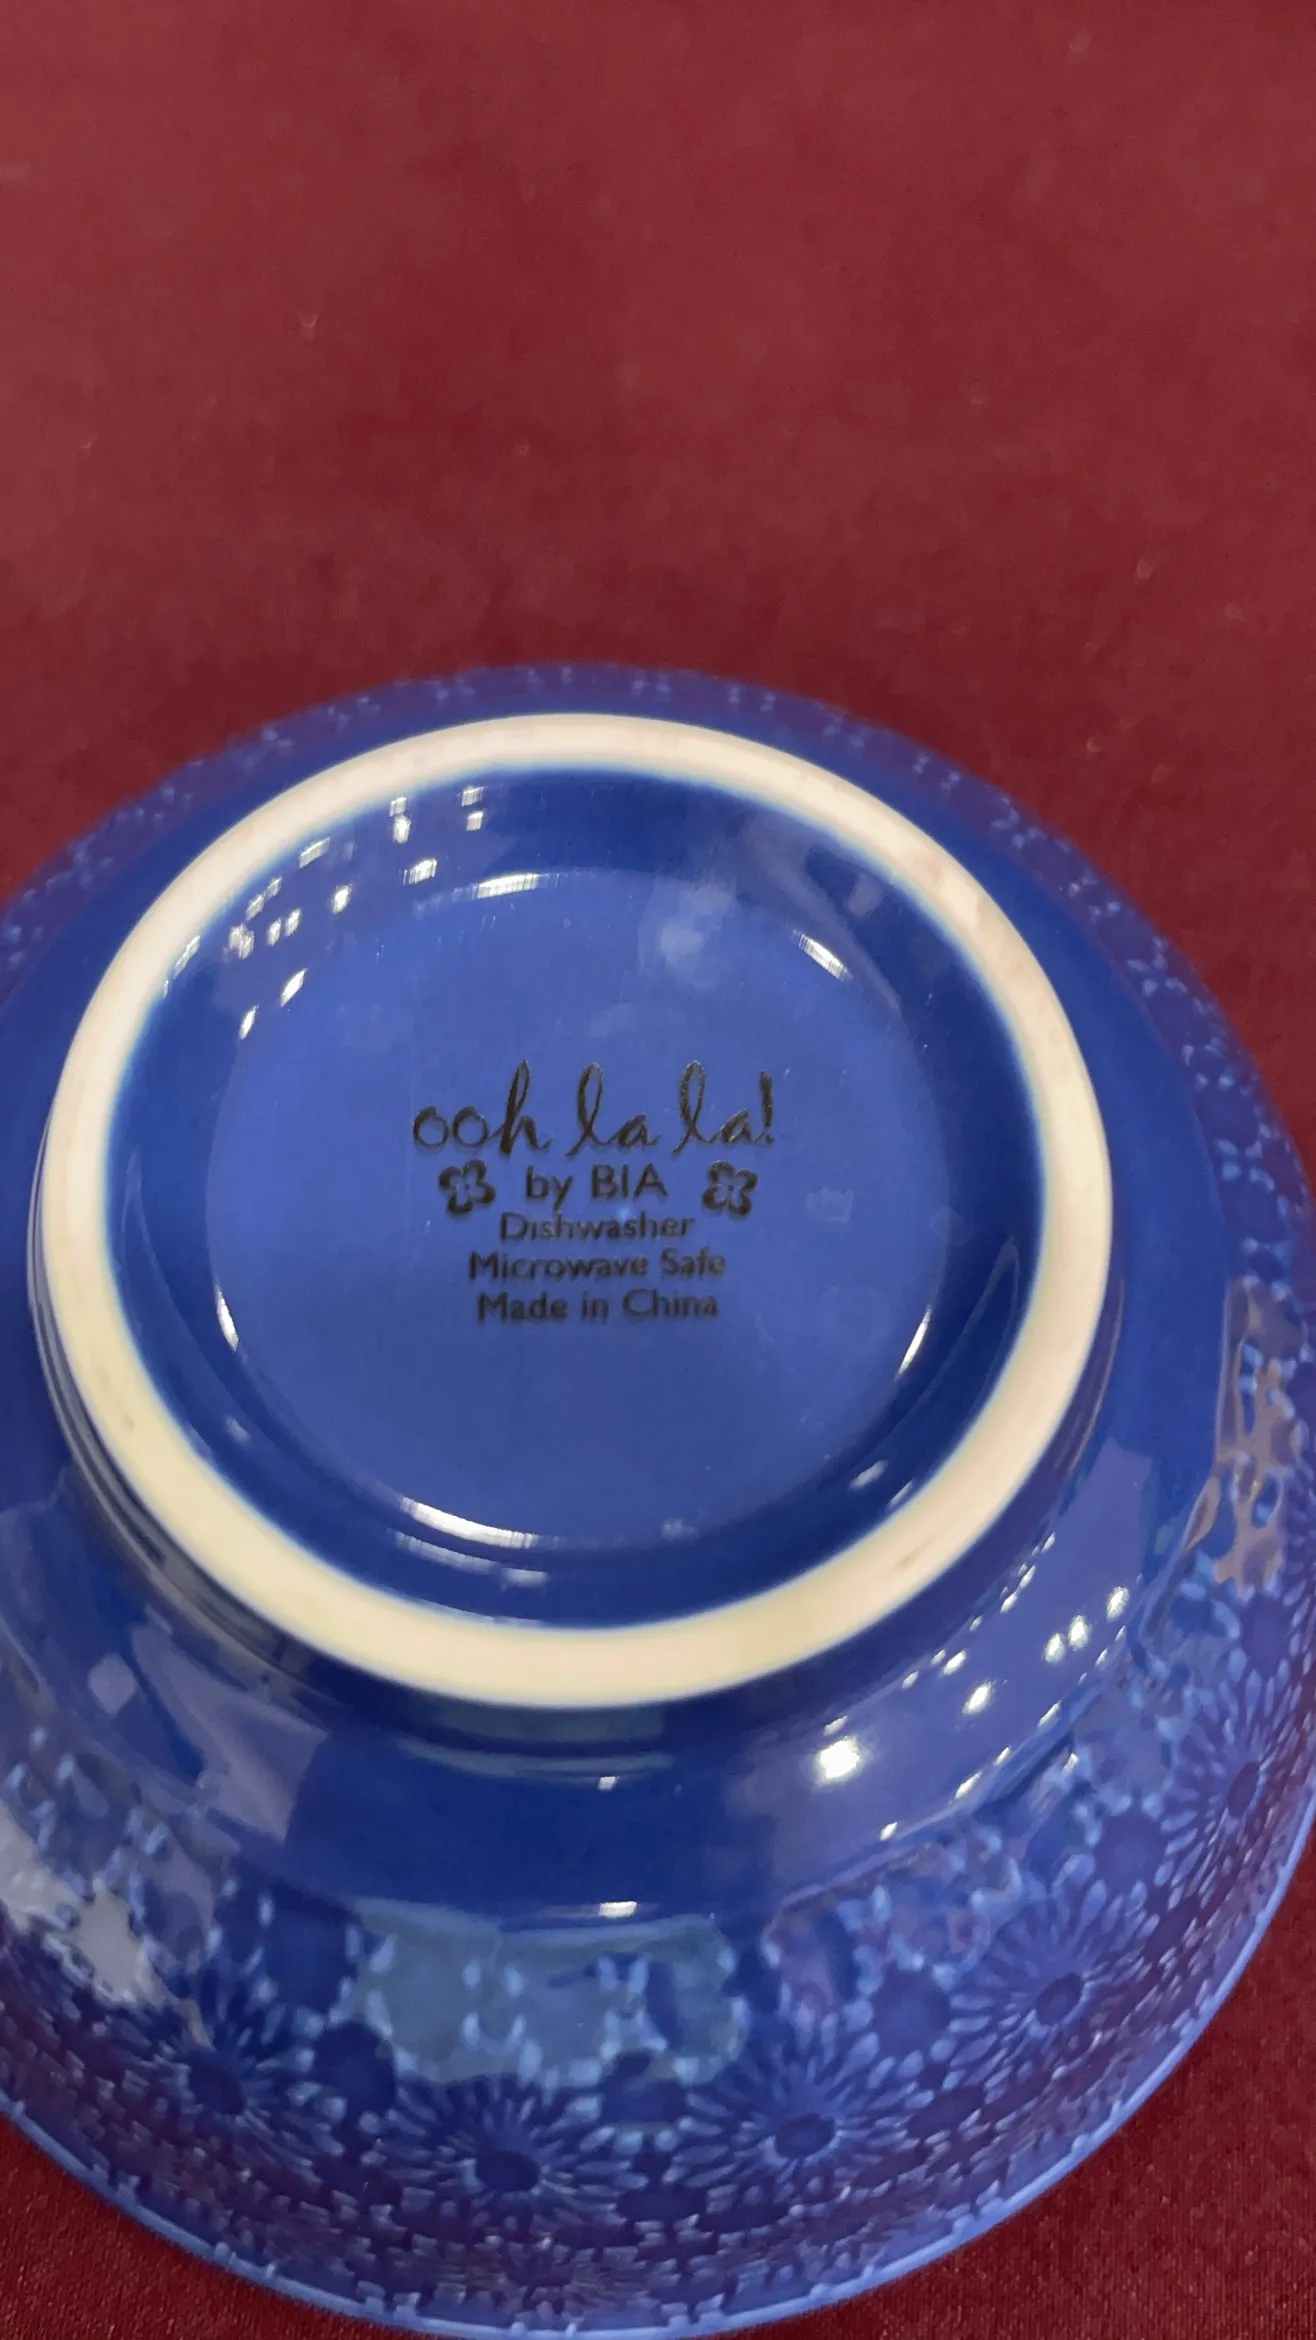 ooh la la!
by BIA
Dishwasher
Microwave Safe
Made in China